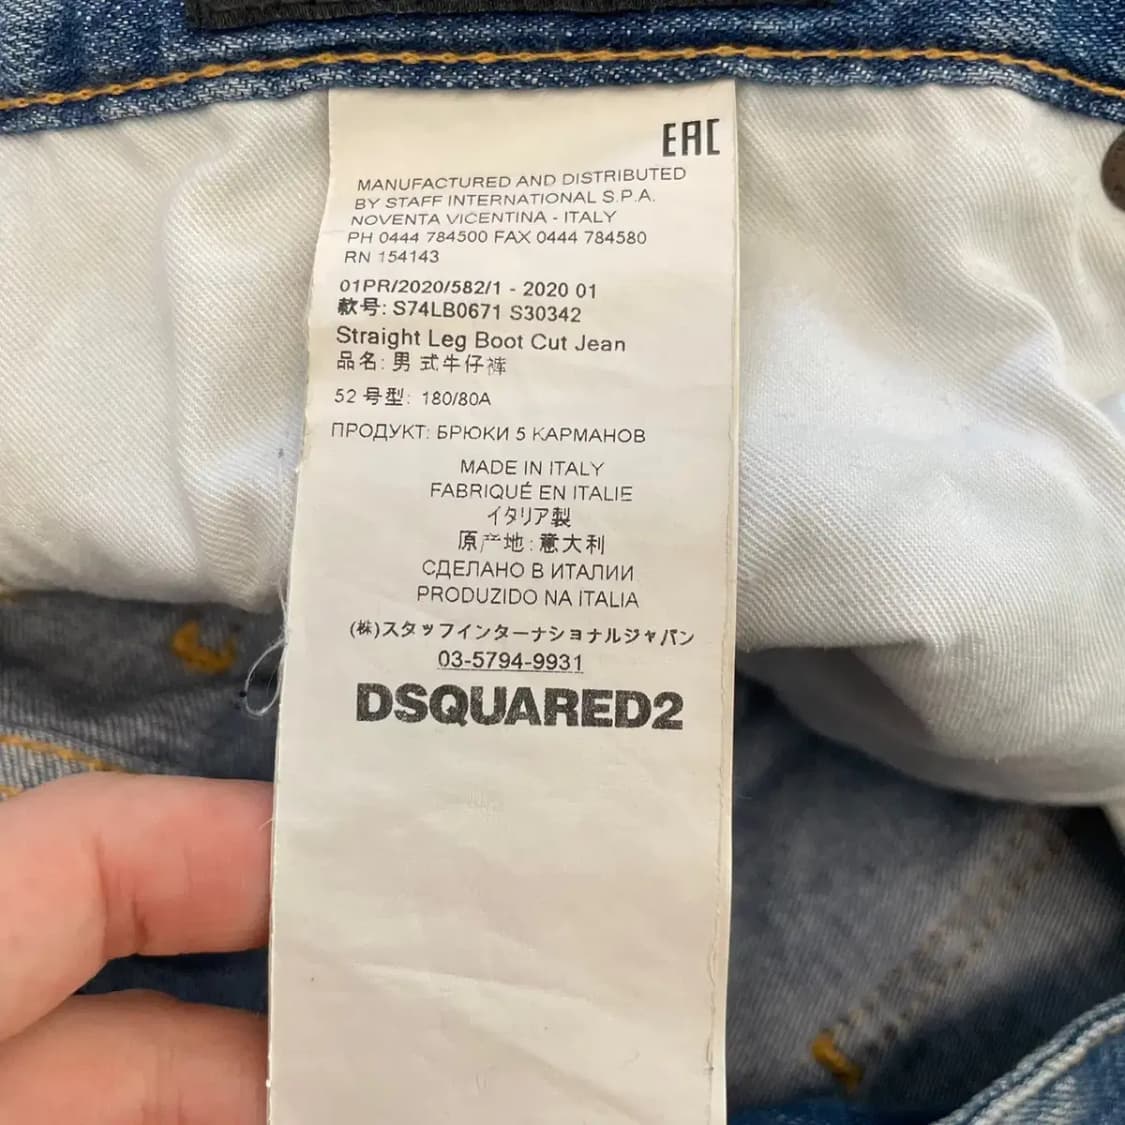 EAC
MANUFACTURED AND DISTRIBUTED
BY STAFF INTERNATIONAL S.P.A.
NOVENTA VICENTINA - ITALY
PH 0444 784500 FAX 0444 784580
RN 154143
01PR/2020/582/1 - 2020 01
款号: S74LB0671 S30342
Straight Leg Boot Cut Jean
品名: 男 式牛仔裤
52 号型: 180/80A
ПРОДУКТ: БРЮКИ 5 КАРМАНОВ
MADE IN ITALY
FABRIQUÉ EN ITALIE
イタリア製
原产地: 意大利
СДЕЛАНО В ИТАЛИИ
PRODUZIDO NA ITALIA
(株)スタッフインターナショナルジャパン
03-5794-9931
DSQUARED2